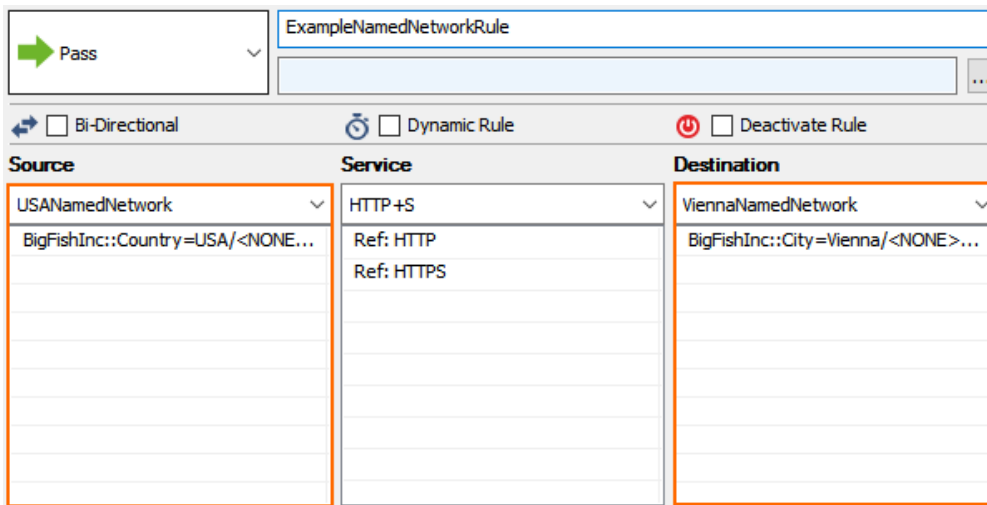 Pass
ExampleNamedNetworkRule
...
Bi-Directional
Dynamic Rule
Deactivate Rule
Source
Service
Destination
USANamedNetwork
HTTP+S
ViennaNamedNetwork
BigFishInc::Country=USA/<NONE...
Ref: HTTP
BigFishInc::City=Vienna/<NONE>...
Ref: HTTPS